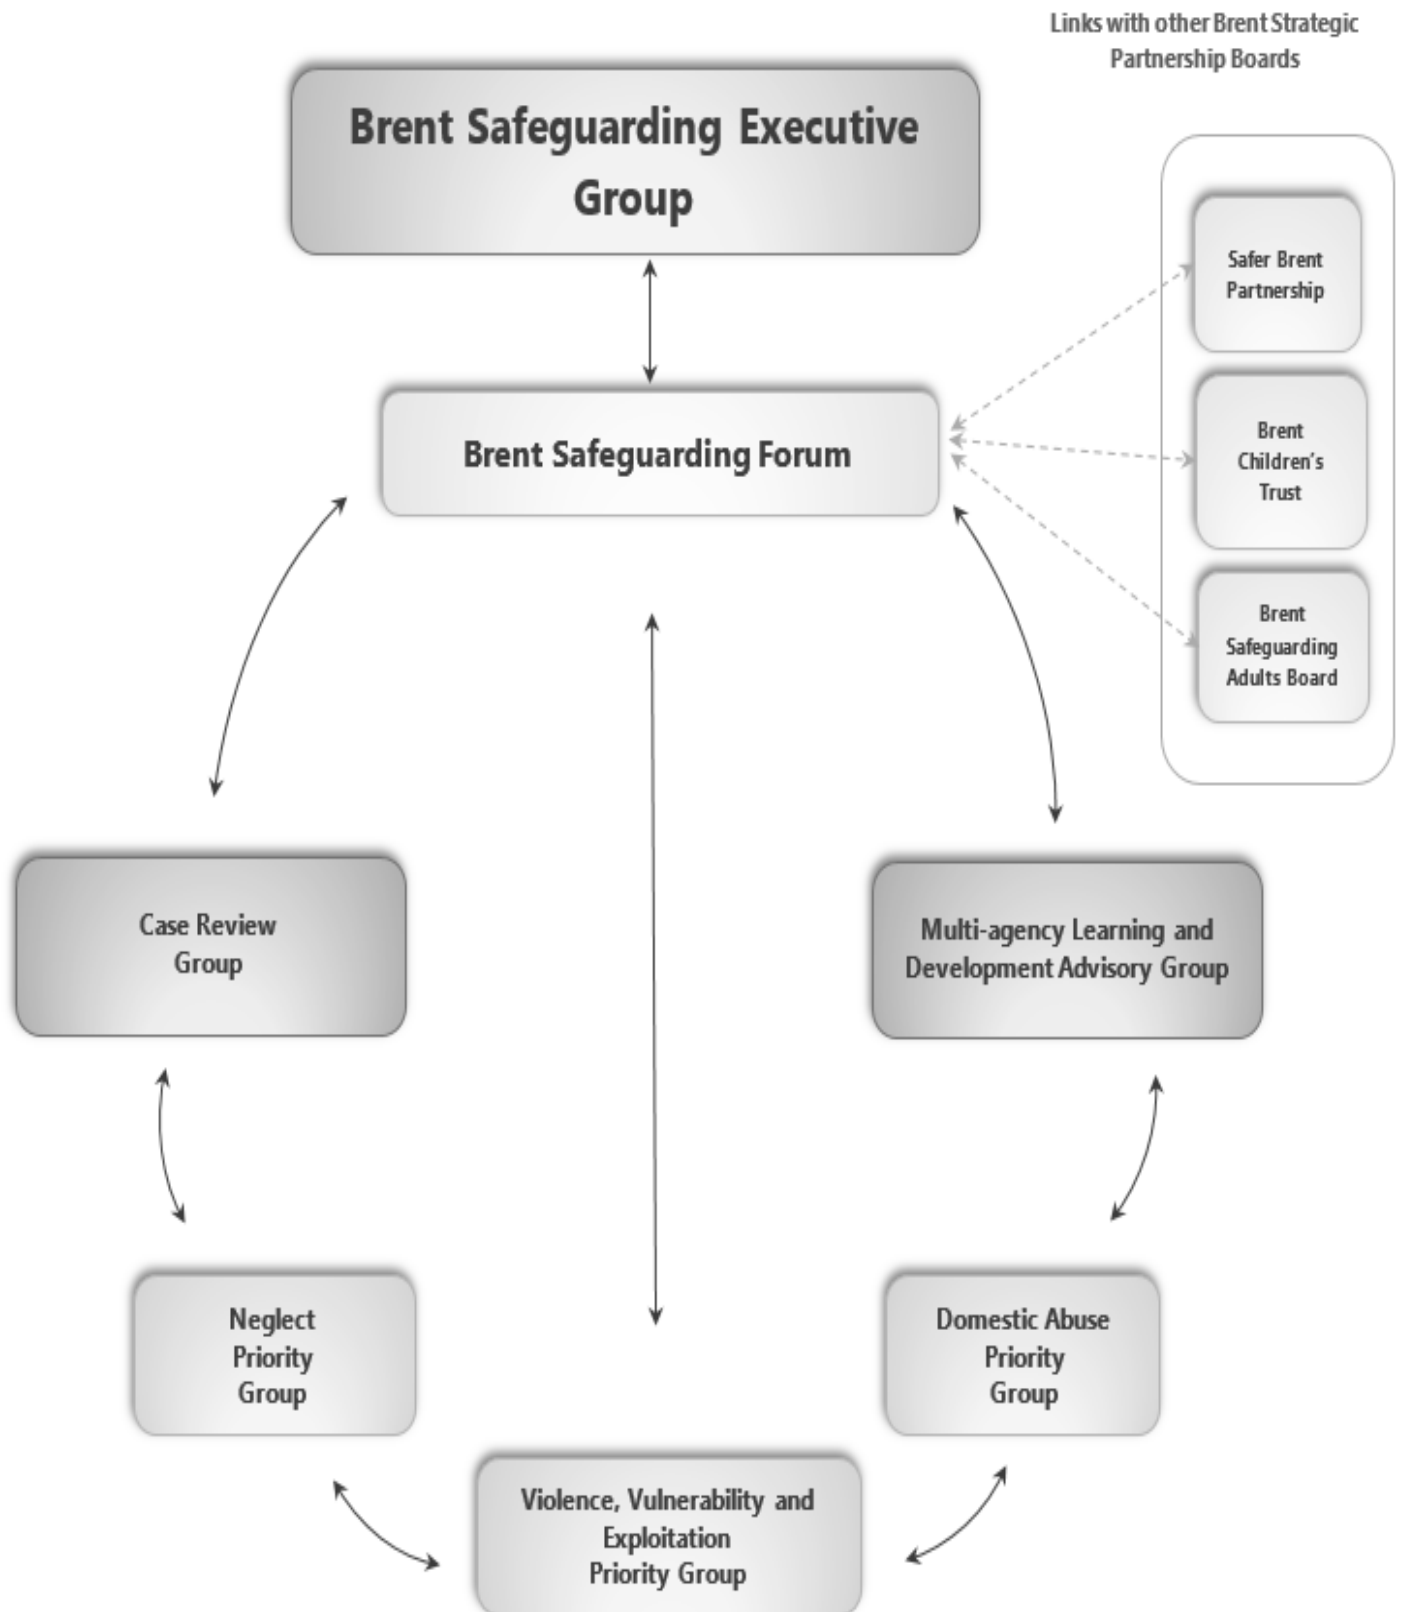 Links with other Brent Strategic
Partnership Boards
Brent Safeguarding Executive
Group
Safer Brent
Partnership
Brent Safeguarding Forum
Brent
Children's
Trust
Brent
Safeguarding
Adults Board
Case Review
Group
Multi-agency Learning and
Development Advisory Group
Neglect
Priority
Group
Domestic Abuse
Priority
Group
Violence, Vulnerability and
Exploitation
Priority Group